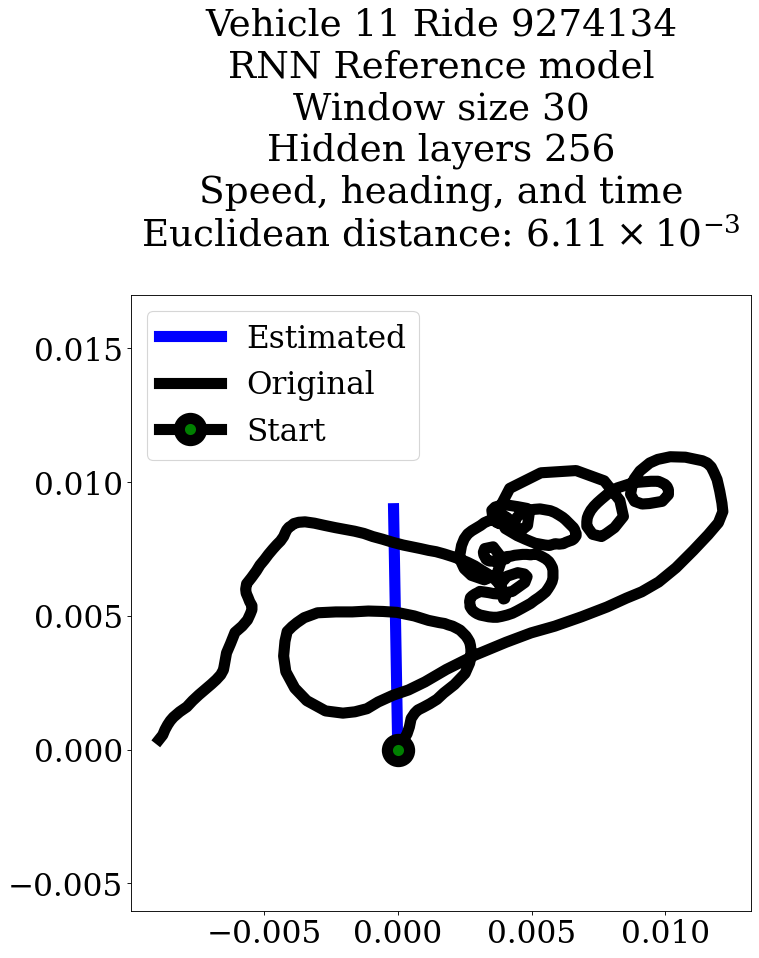 Vehicle 11 Ride 9274134
RNN Reference model
Window size 30
Hidden layers 256
Speed, heading, and time
Euclidean distance: 6.11 × 10⁻³
Estimated
Original
Start
0.015
0.010
0.005
0.000
−0.005
−0.005 0.000 0.005 0.010